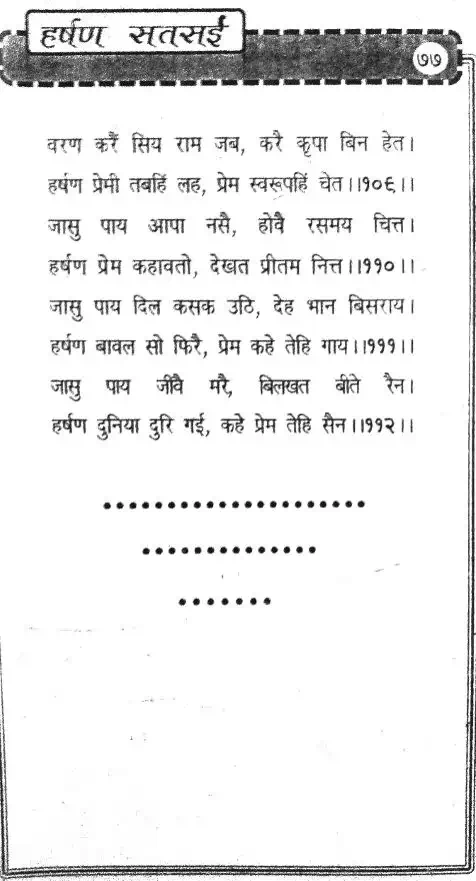 हर्षण सतसई
७७
वरण करैं सिय राम जब, करै कृपा बिन हेत।
हर्षण प्रेमी तबहिं लह, प्रेम स्वरूपहिं चेत।।१०६।।
जासु पाय आपा नसै, होवै रसमय चित्त।
हर्षण प्रेम कहावतो, देखत प्रीतम नित्त।।११०।।
जासु पाय दिल कसक उठि, देह भान बिसराय।
हर्षण बावल सो फिरै, प्रेम कहे तेहि गाय।।१११।।
जासु पाय जीवै मरै, बिलखत बीते रैन।
हर्षण दुनिया दुरि गई, कहे प्रेम तेहि सैन।।११२।।